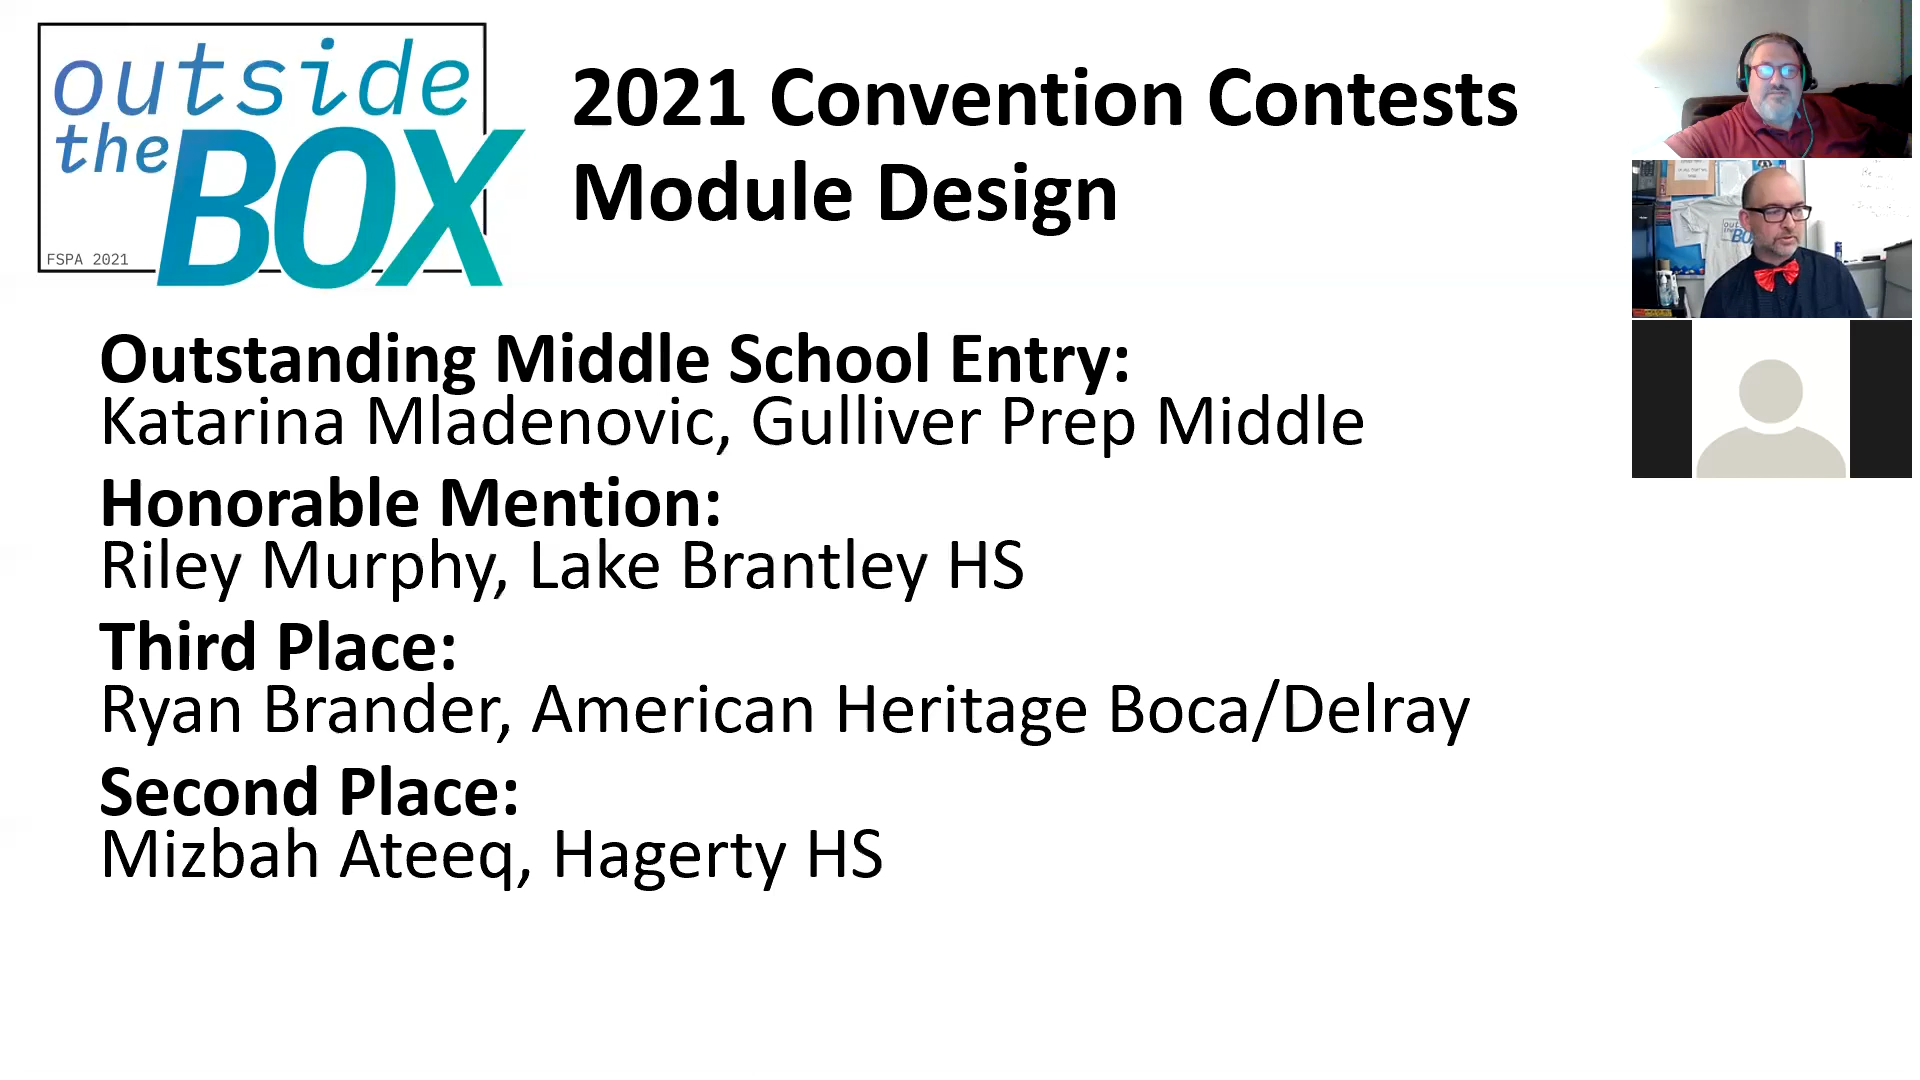 outside
the BOX
FSPA 2021
2021 Convention Contests
Module Design
Outstanding Middle School Entry:
Katarina Mladenovic, Gulliver Prep Middle
Honorable Mention:
Riley Murphy, Lake Brantley HS
Third Place:
Ryan Brander, American Heritage Boca/Delray
Second Place:
Mizbah Ateeq, Hagerty HS